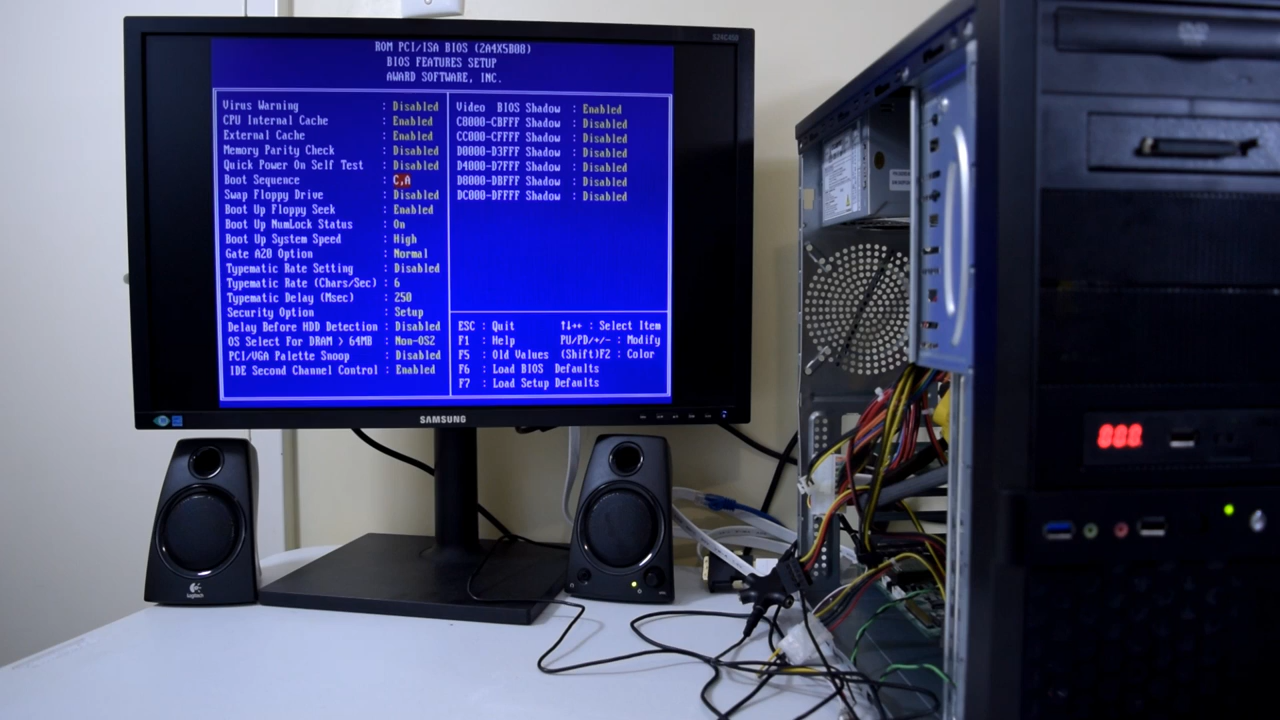 S24C450
ROM PCI/ISA BIOS (2A4X5B08)
BIOS FEATURES SETUP
AWARD SOFTWARE, INC.
Virus Warning : Disabled
CPU Internal Cache : Enabled
External Cache : Enabled
Memory Parity Check : Disabled
Quick Power On Self Test : Disabled
Boot Sequence : C,A
Swap Floppy Drive : Disabled
Boot Up Floppy Seek : Enabled
Boot Up NumLock Status : On
Boot Up System Speed : High
Gate A20 Option : Normal
Typematic Rate Setting : Disabled
Typematic Rate (Chars/Sec) : 6
Typematic Delay (Msec) : 250
Security Option : Setup
Delay Before HDD Detection : Disabled
OS Select For DRAM > 64MB : Non-OS2
PCI/VGA Palette Snoop : Disabled
IDE Second Channel Control : Enabled
Video BIOS Shadow : Enabled
C8000-CBFFF Shadow : Disabled
CC000-CFFFF Shadow : Disabled
D0000-D3FFF Shadow : Disabled
D4000-D7FFF Shadow : Disabled
D8000-DBFFF Shadow : Disabled
DC000-DFFFF Shadow : Disabled
ESC : Quit ↑↓↔ : Select Item
F1 : Help PU/PD/+/- : Modify
F5 : Old Values (Shift)F2 : Color
F6 : Load BIOS Defaults
F7 : Load Setup Defaults
SAMSUNG
Logitech
DVD
888